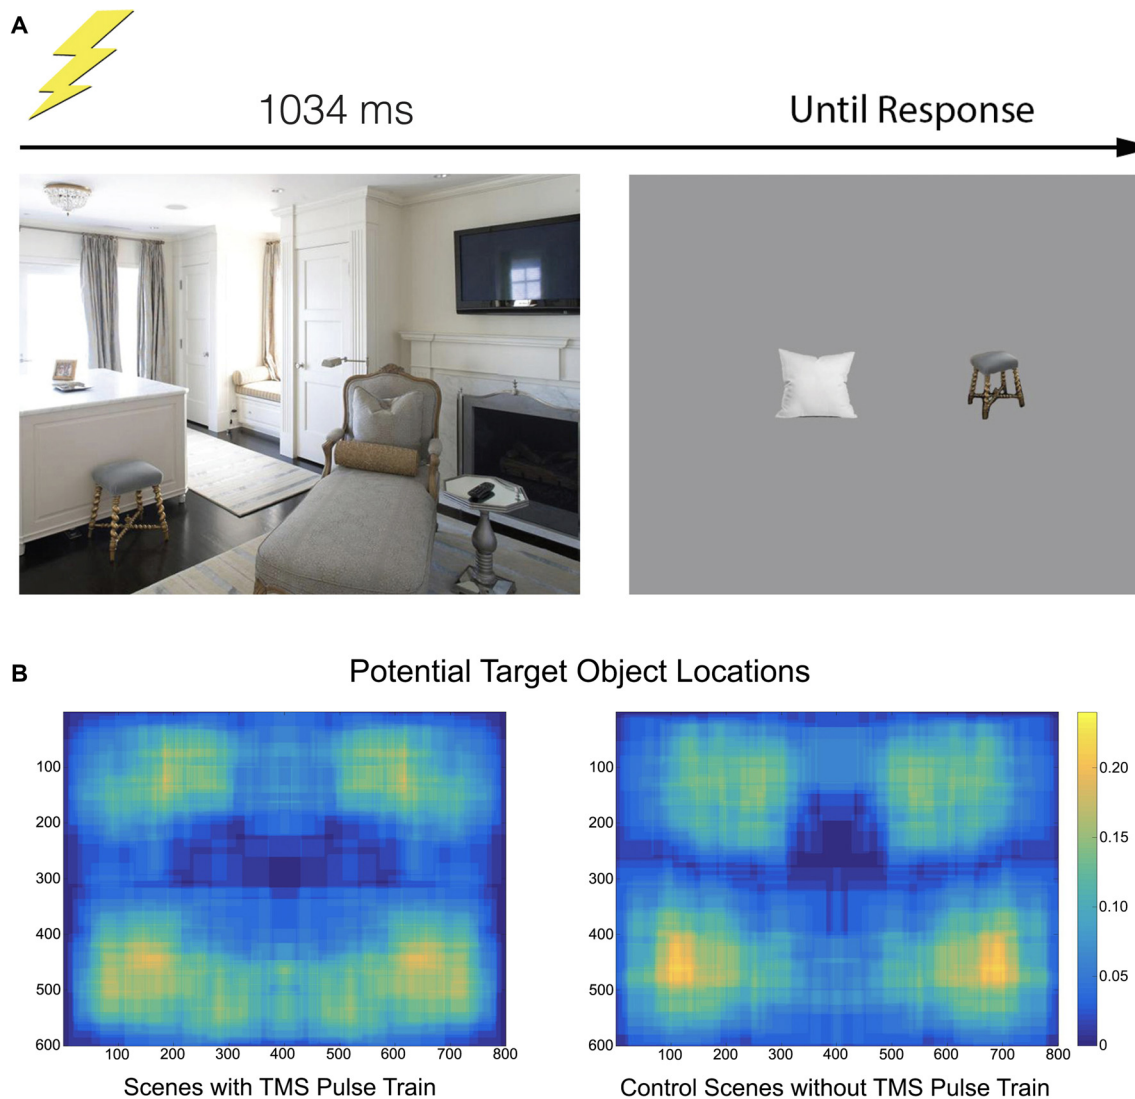 A
1034 ms
Until Response
B
Potential Target Object Locations
100
200
300
400
500
600
100 200 300 400 500 600 700 800
Scenes with TMS Pulse Train
100
200
300
400
500
600
100 200 300 400 500 600 700 800
Control Scenes without TMS Pulse Train
0.20
0.15
0.10
0.05
0